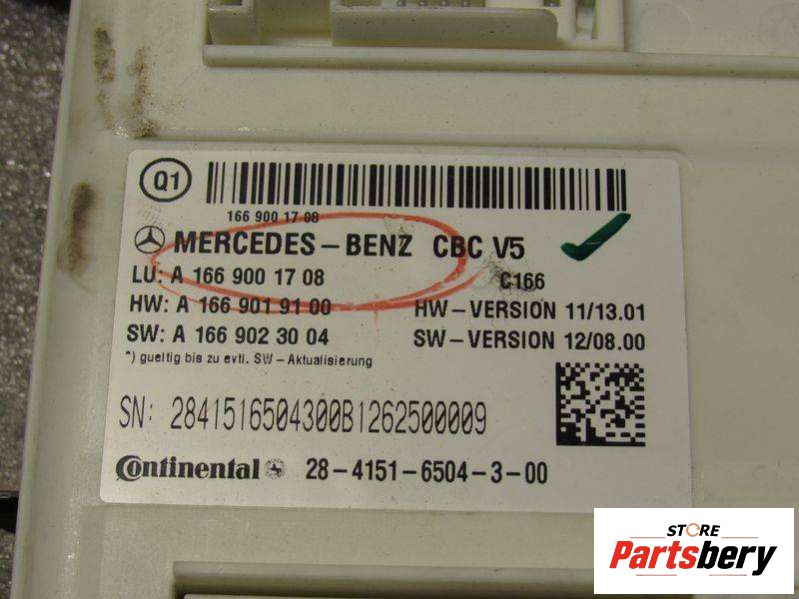 Q1
166 900 17 08
MERCEDES-BENZ CBC V5
LU: A 166 900 17 08 C166
HW: A 166 901 91 00 HW-VERSION 11/13.01
SW: A 166 902 30 04 SW-VERSION 12/08.00
*) gueltig bis zu evtl. SW-Aktualisierung
SN: 2841516504300B1262500009
Continental 28-4151-6504-3-00
STORE
Partsbery